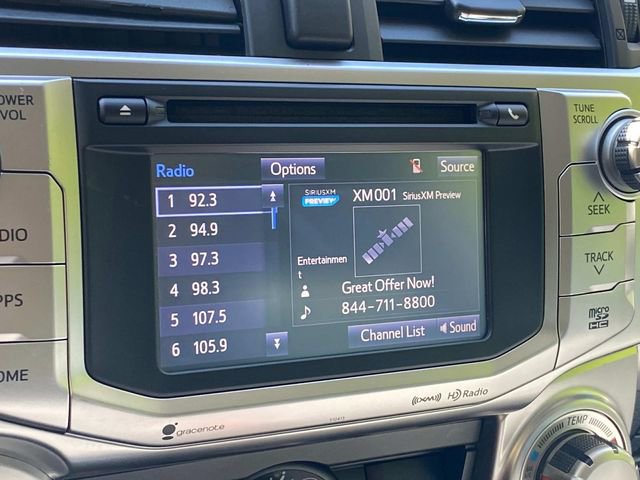 OWER
VOL
DIO
PPS
OME
TUNE
SCROLL
SEEK
TRACK
micro
SD
HC
Radio
Options
Source
1 92.3
2 94.9
3 97.3
4 98.3
5 107.5
6 105.9
SIRIUSXM
PREVIEW
XM001 SiriusXM Preview
Entertainmen
t
Great Offer Now!
844-711-8800
Channel List
Sound
gracenote
((XM)) HD Radio
TEMP